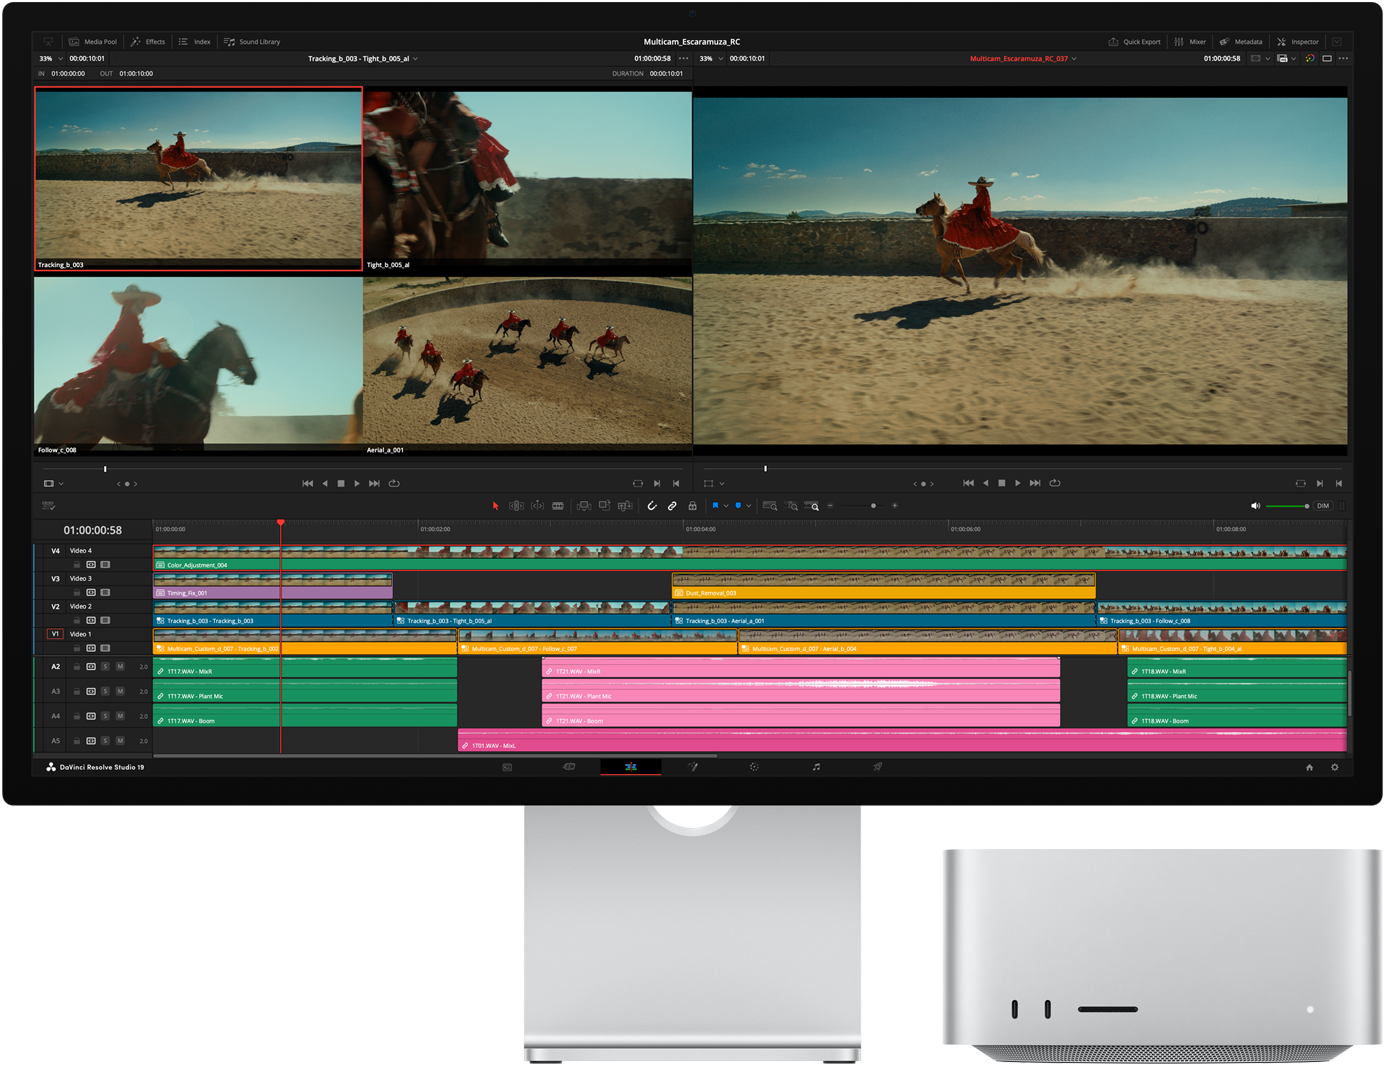 Media Pool Effects Index Sound Library Multicam_Escaramuza_RC Quick Export Mixer Metadata Inspector
33% 00:00:10:01 Tracking_b_003 - Tight_b_005_al 01:00:00:58 33% 00:00:10:01 Multicam_Escaramuza_RC_037 01:00:00:58
IN 01:00:00:00 OUT 01:00:10:00 DURATION 00:00:10:01
Tracking_b_003 Tight_b_005_al
Follow_c_008 Aerial_a_001
DIM
01:00:00:58 01:00:00:00 01:00:02:00 01:00:04:00 01:00:06:00 01:00:08:00
V4 Video 4
Color_Adjustment_004
V3 Video 3
Timing_Fix_001 Dust_Removal_003
V2 Video 2
Tracking_b_003 - Tracking_b_003 Tracking_b_003 - Tight_b_005_al Tracking_b_003 - Aerial_a_001 Tracking_b_003 - Follow_c_008
V1 Video 1
Multicam_Custom_d_007 - Tracking_b_002 Multicam_Custom_d_007 - Follow_c_007 Multicam_Custom_d_007 - Aerial_b_004 Multicam_Custom_d_007 - Tight_b_004_al
A2 S M 2.0 1T17.WAV - MixR 1T21.WAV - MixR 1T18.WAV - MixR
A3 S M 2.0 1T17.WAV - Plant Mic 1T21.WAV - Plant Mic 1T18.WAV - Plant Mic
A4 S M 2.0 1T17.WAV - Boom 1T21.WAV - Boom 1T18.WAV - Boom
A5 S M 2.0 1T01.WAV - MixL
DaVinci Resolve Studio 19